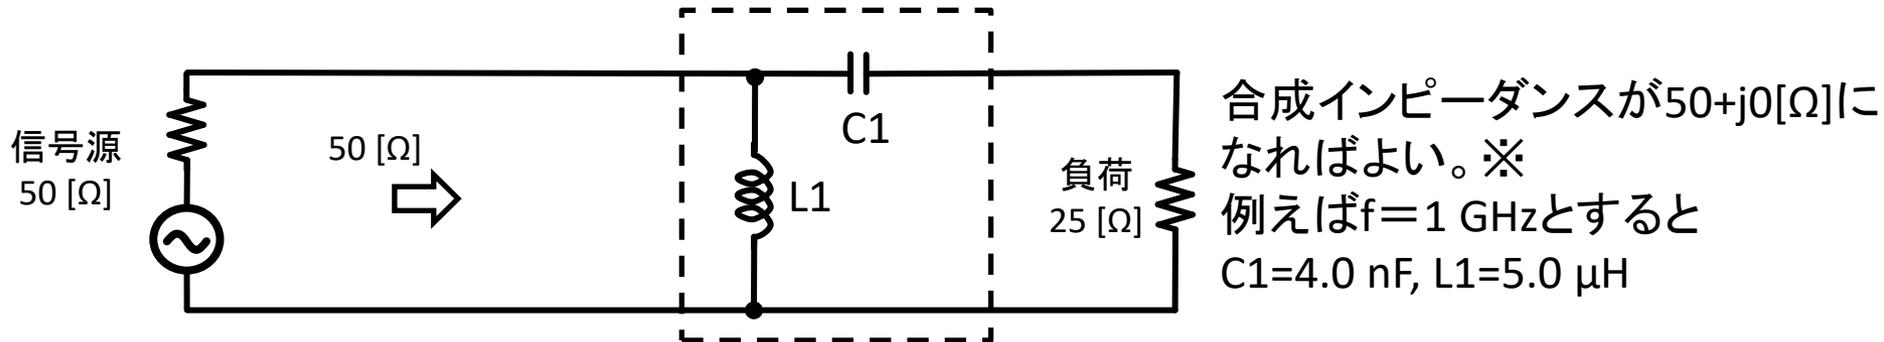 信号源
50 [Ω]
50 [Ω]
C1
L1
負荷
25 [Ω]
合成インピーダンスが50+j0[Ω]に
なればよい。※
例えばf＝1 GHzとすると
C1=4.0 nF, L1=5.0 μH